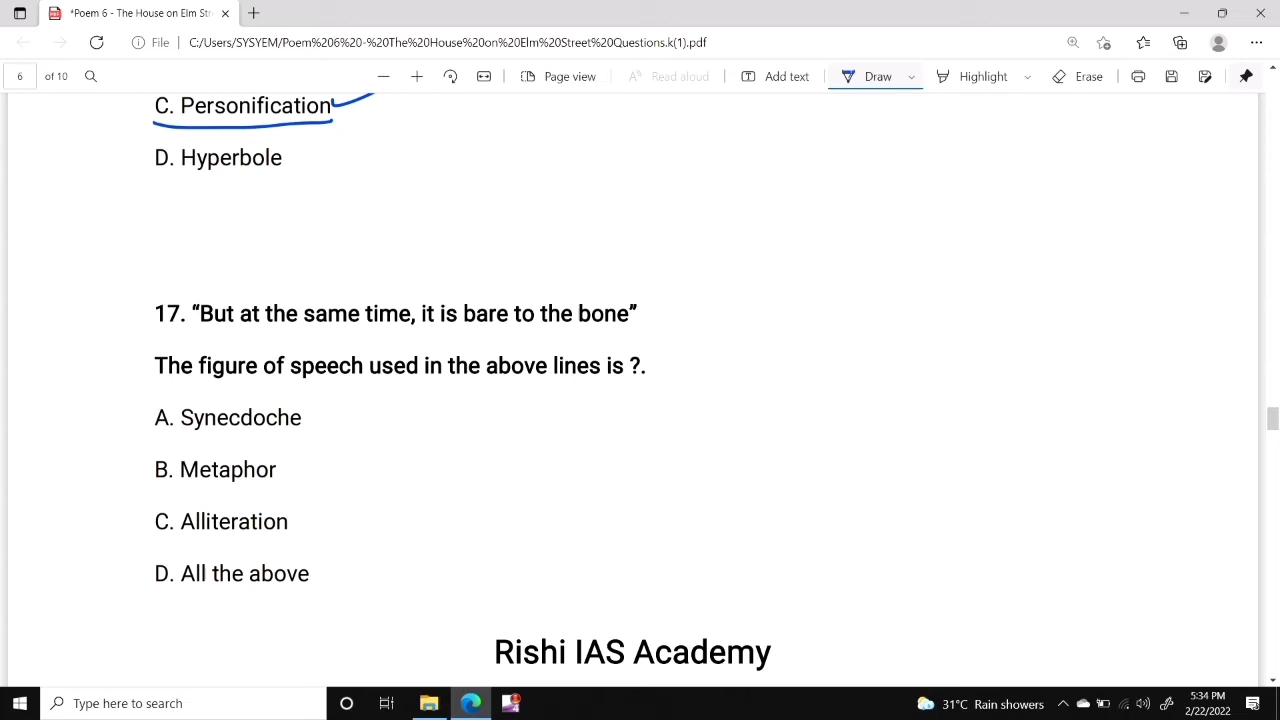 *Poem 6 - The House on Elm Str
File
C:/Users/SYSYEM/Poem%206%20-%20The%20House%20on%20Elm%20Street%20Questions.k(1).pdf
6 of 10
Page view
Read aloud
Add text
Draw
Highlight
Erase
C. Personification
D. Hyperbole
17. “But at the same time, it is bare to the bone”
The figure of speech used in the above lines is ?.
A. Synecdoche
B. Metaphor
C. Alliteration
D. All the above
Rishi IAS Academy
Type here to search
31°C Rain showers
5:34 PM
2/22/2022